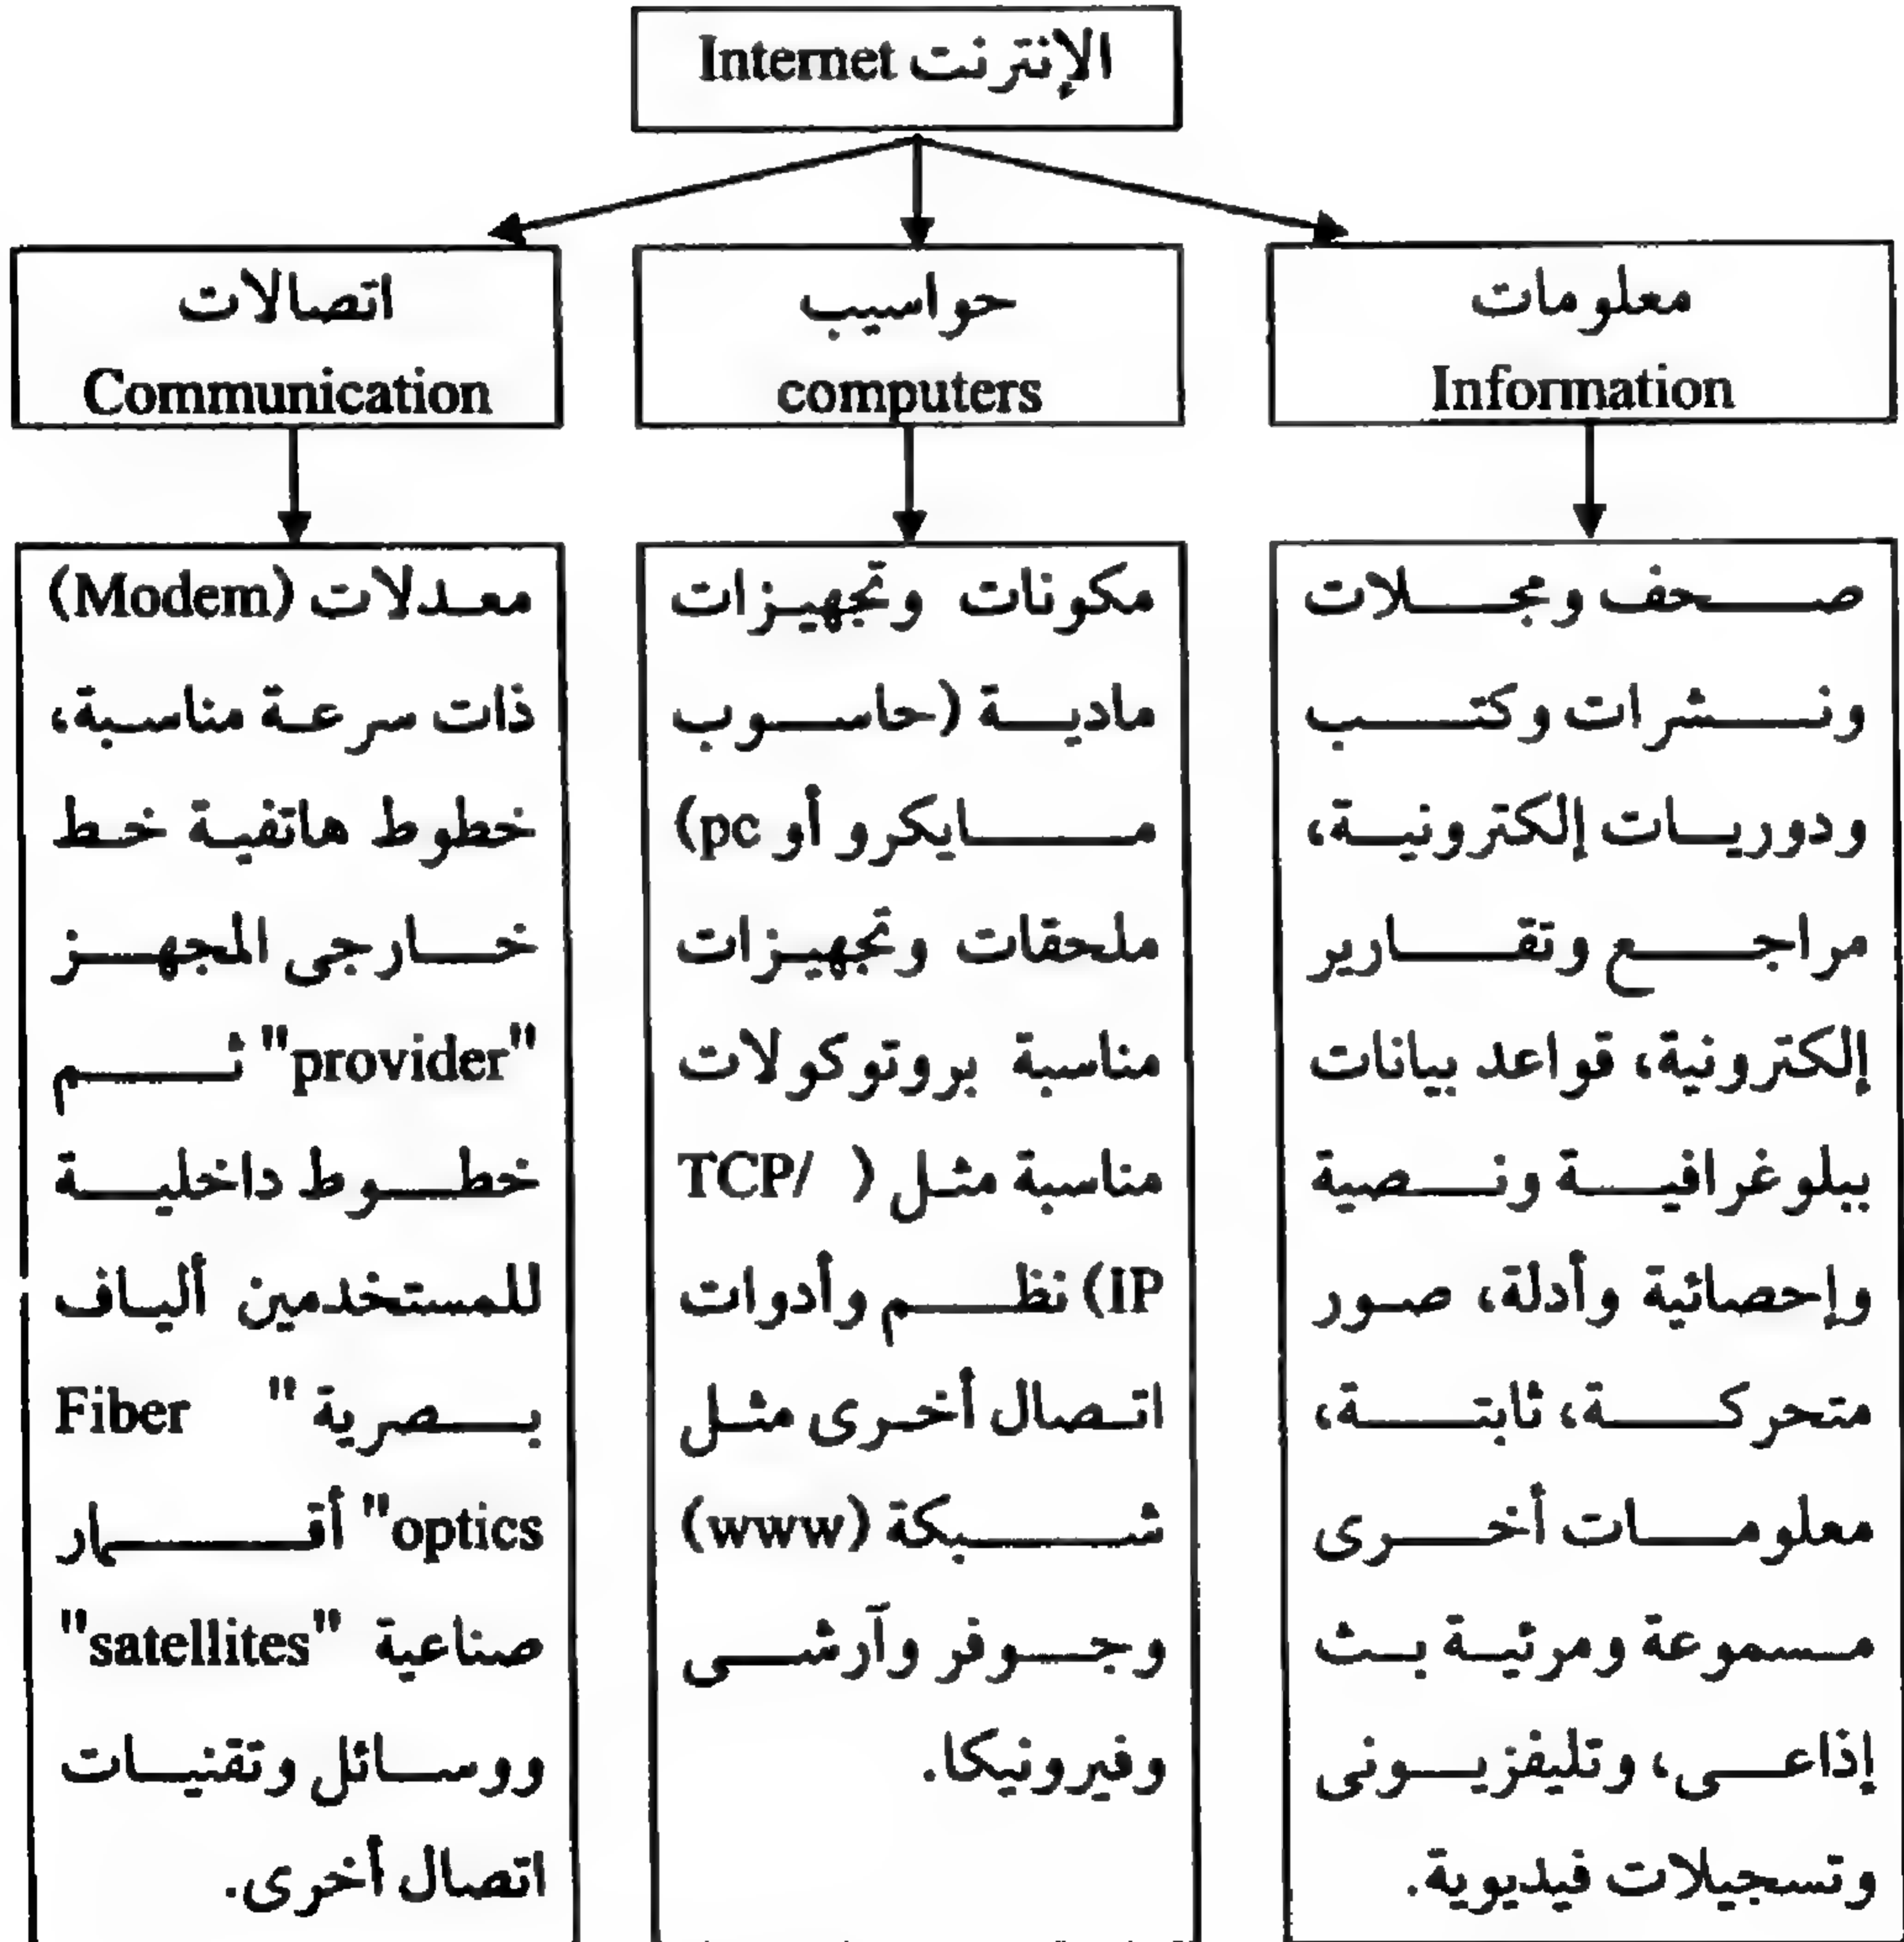 الإنترنت Internet
معلومات
Information
حواسيب
computers
اتصالات
Communication
صحف ومجلات
ونشرات وكتب
ودوريات إلكترونية،
مراجع وتقارير
إلكترونية، قواعد بيانات
ببلوغرافية ونصية
وإحصائية وأدلة، صور
متحركة، ثابتة،
معلومات أخرى
مسموعة ومرئية بث
إذاعى، وتليفزيونى
وتسجيلات فيديوية.
مكونات وتجهيزات
مادية (حاسوب
مايكرو أو pc)
ملحقات وتجهيزات
مناسبة بروتوكولات
مناسبة مثل ( TCP/
IP) نظم وأدوات
اتصال أخرى مثل
شبكة (www)
وجوفر وآرشى
وفيرونيكا.
معدلات (Modem)
ذات سرعة مناسبة،
خطوط هاتفية خط
خارجى المجهز
"provider" ثم
خطوط داخلية
للمستخدمين ألياف
بصرية "Fiber
optics" أقمار
صناعية "satellites"
ووسائل وتقنيات
اتصال أخرى.